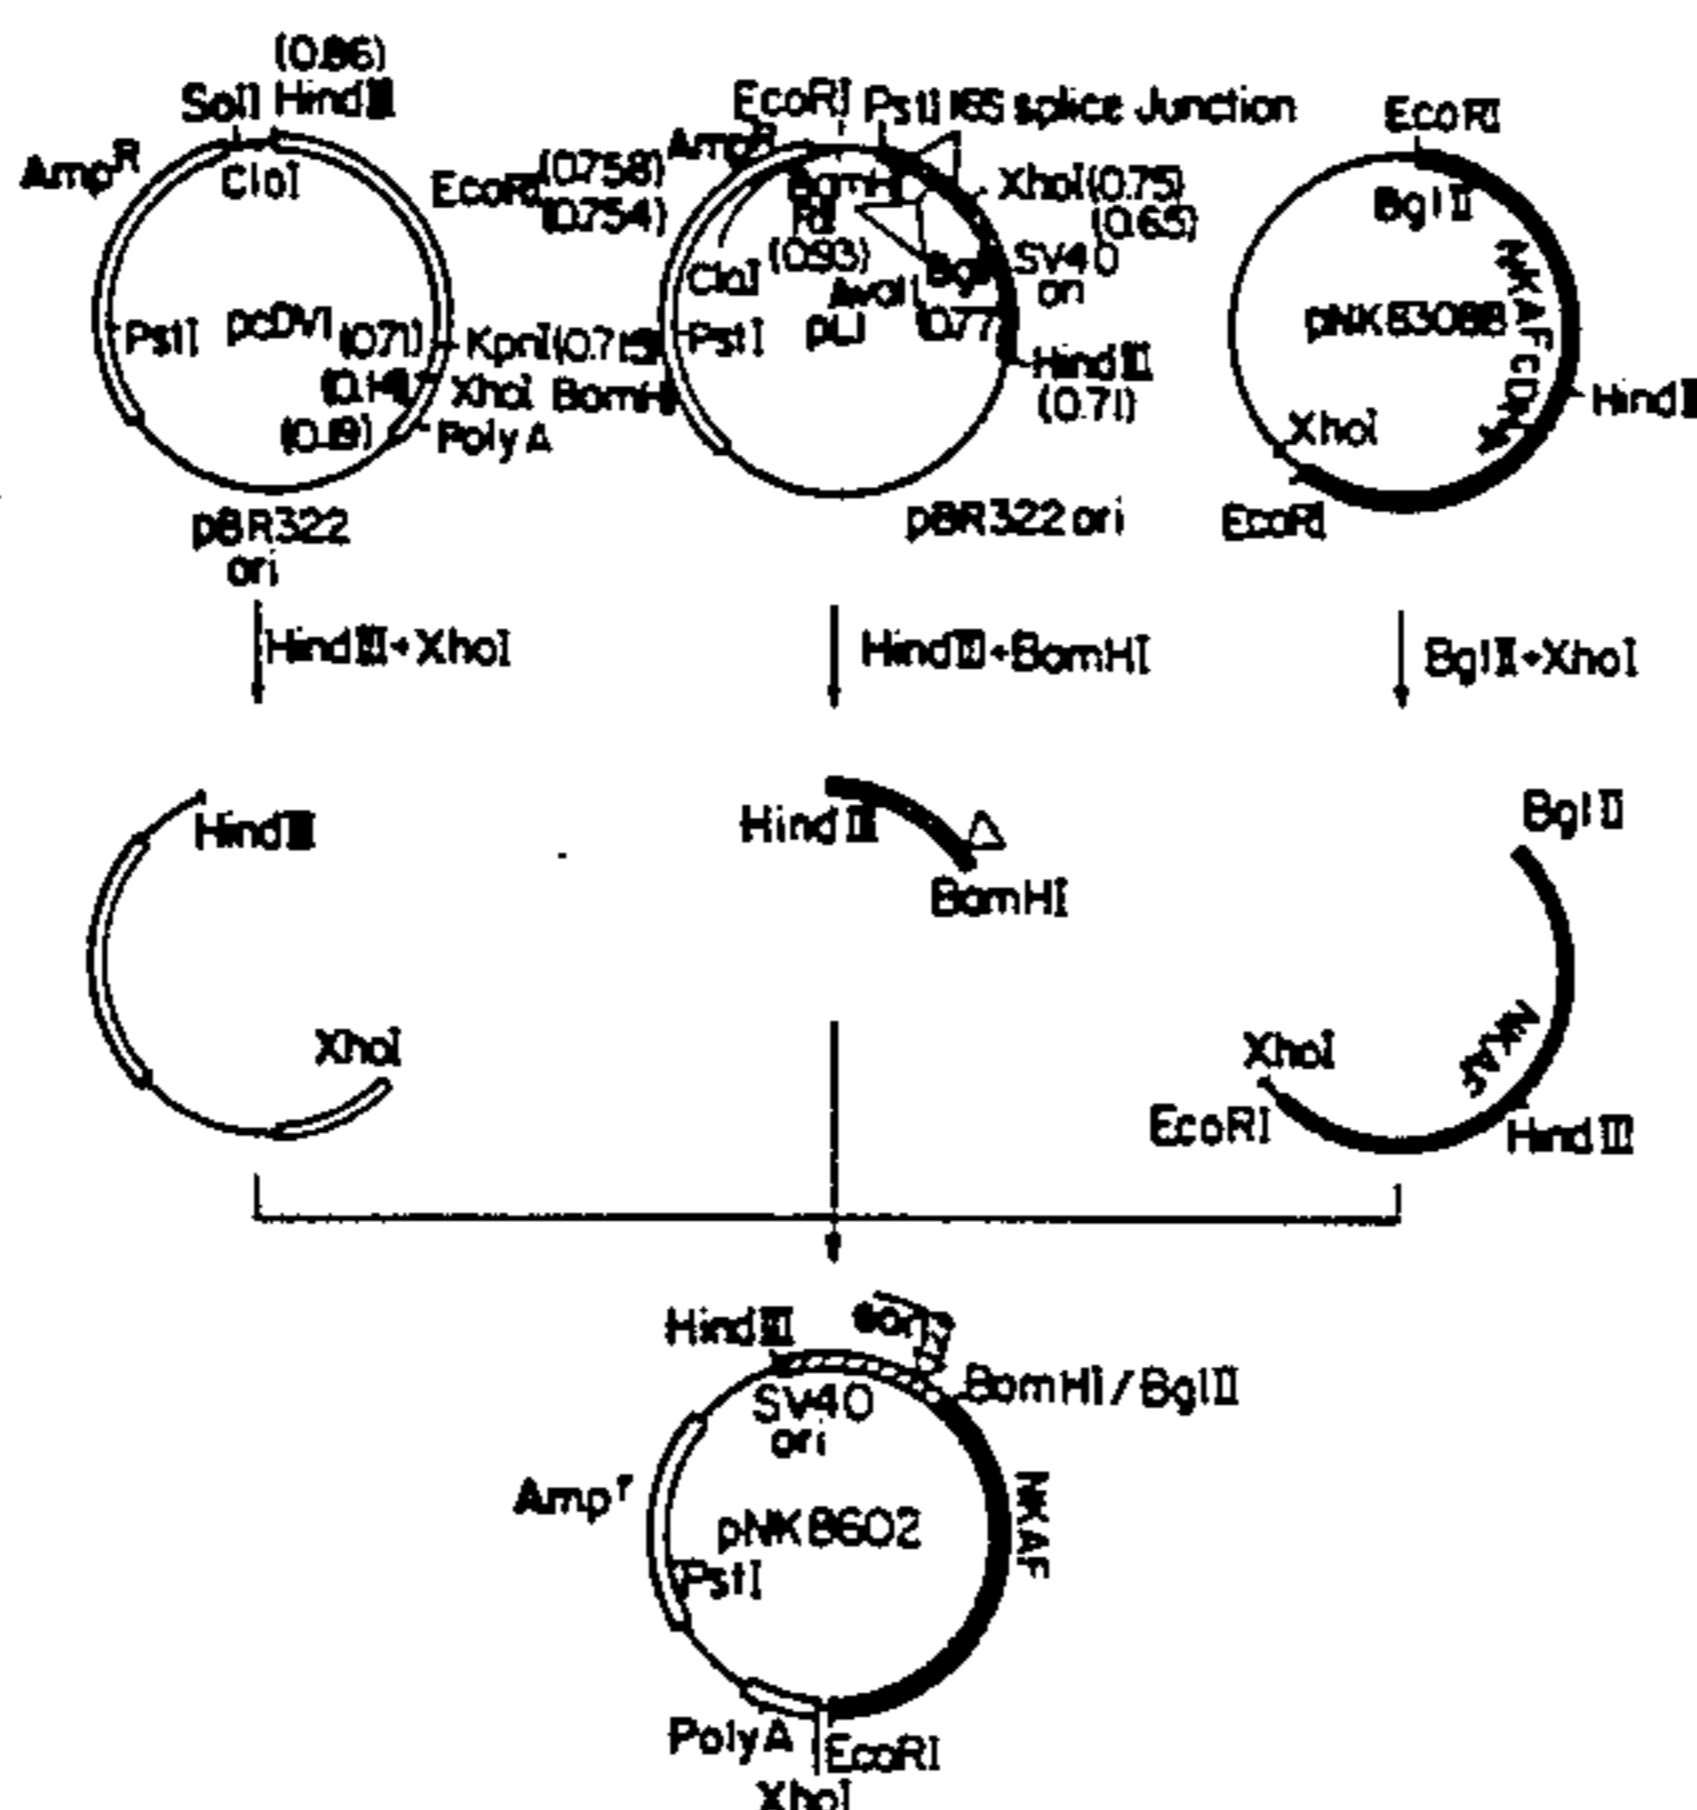 (0.86)
SalI HindIII
AmpR
ClaI
PstI
pcDV1
(0.71)
KpnI(0.715)
(0.14)
XhoI BamHI
(0.19)
PolyA
pBR322
ori
EcoRI PstI 16S splice Junction
AmpR
EcoRI (0.758)
(0.754)
BamHI
XhoI(0.75)
(0.65)
ClaI
(0.93)
SV40
ori
AvaII
pL1
(0.77)
PstI
HindIII
(0.71)
pBR322 ori
EcoRI
BglII
NKAF cDNA
HindIII
XhoI
EcoRI
HindIII+XhoI
HindIII+BamHI
BglII+XhoI
HindIII
XhoI
HindIII
BamHI
BglII
XhoI
NKAF
EcoRI
HindIII
HindIII
BamHI/BglII
SV40
ori
Ampr
pNK8602
NKAF
PstI
PolyA
EcoRI
XhoI